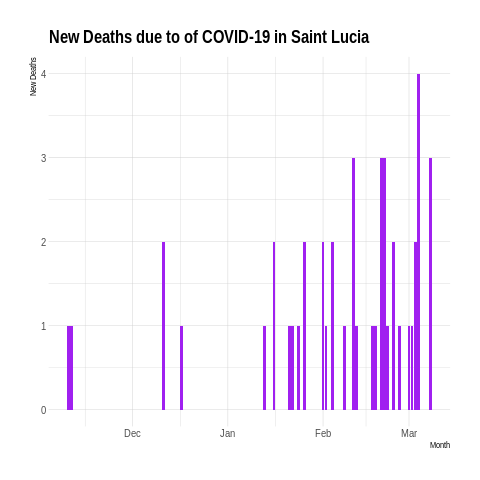 New Deaths due to of COVID-19 in Saint Lucia
New Deaths
4
3
2
1
0
Dec Jan Feb Mar
Month